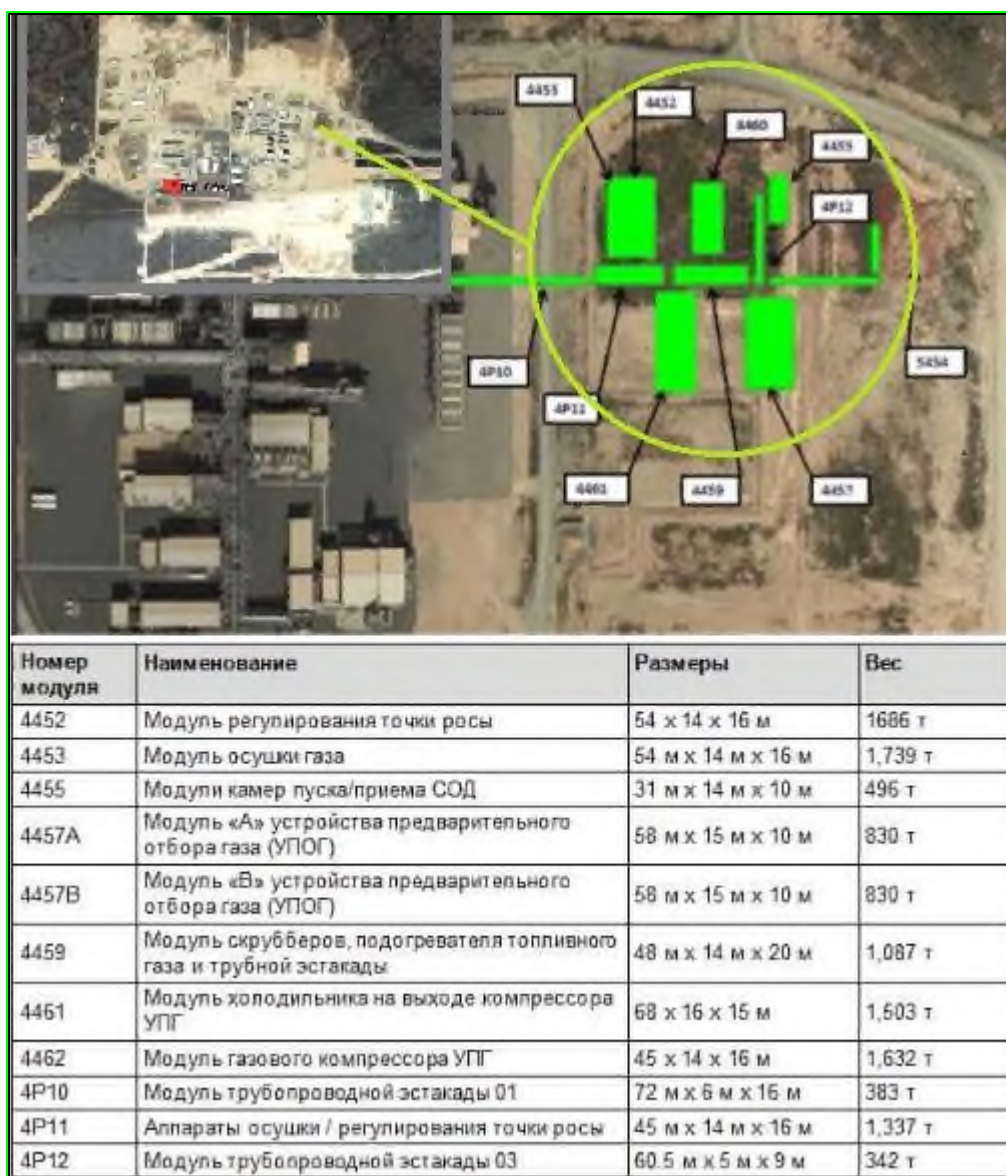 4453
4452
4460
4455
4P12
4P10
4P11
5454
4461
4459
4457
Номер
модуля
Наименование
Размеры
Вес
4452
Модуль регулирования точки росы
54 x 14 x 16 м
1686 т
4453
Модуль осушки газа
54 м x 14 м x 16 м
1,739 т
4455
Модули камер пуска/приема СОД
31 м x 14 м x 10 м
496 т
4457A
Модуль «А» устройства предварительного
отбора газа (УПОГ)
58 м x 15 м x 10 м
830 т
4457B
Модуль «В» устройства предварительного
отбора газа (УПОГ)
58 м x 15 м x 10 м
830 т
4459
Модуль скрубберов, подогревателя топливного
газа и трубной эстакады
48 м x 14 м x 20 м
1,087 т
4461
Модуль холодильника на выходе компрессора
УПГ
68 x 16 x 15 м
1,503 т
4462
Модуль газового компрессора УПГ
45 x 14 x 16 м
1,632 т
4P10
Модуль трубопроводной эстакады 01
72 м x 6 м x 16 м
383 т
4P11
Аппараты осушки / регулирования точки росы
45 м x 14 м x 16 м
1,337 т
4P12
Модуль трубопроводной эстакады 03
60.5 м x 5 м x 9 м
342 т